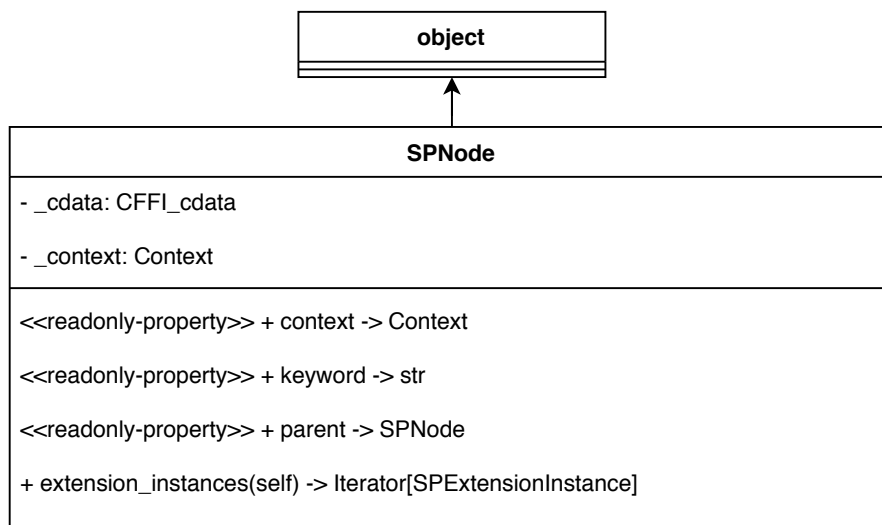 object
SPNode
- _cdata: CFFI_cdata
- _context: Context
<<readonly-property>> + context -> Context
<<readonly-property>> + keyword -> str
<<readonly-property>> + parent -> SPNode
+ extension_instances(self) -> Iterator[SPExtensionInstance]